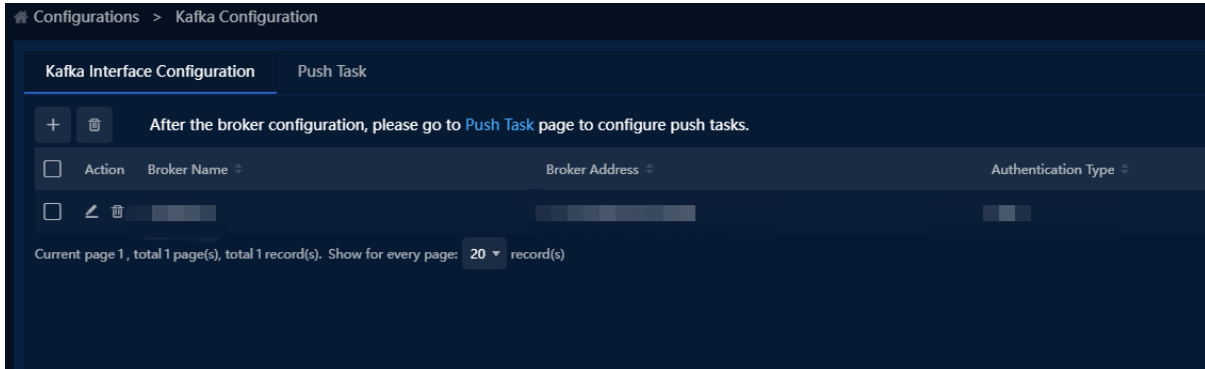 Configurations > Kafka Configuration
Kafka Interface Configuration Push Task
+ After the broker configuration, please go to Push Task page to configure push tasks.
Action Broker Name Broker Address Authentication Type
Current page 1, total 1 page(s), total 1 record(s). Show for every page: 20 record(s)